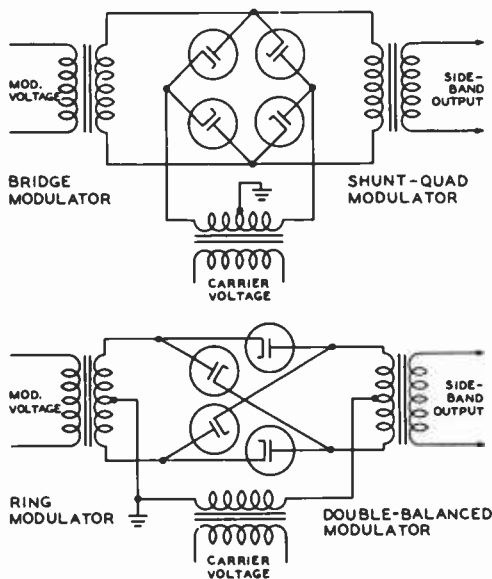 MOD.
VOLTAGE
SIDE-
BAND
OUTPUT
BRIDGE
MODULATOR
SHUNT-QUAD
MODULATOR
CARRIER
VOLTAGE
MOD.
VOLTAGE
SIDE-
BAND
OUTPUT
RING
MODULATOR
DOUBLE-BALANCED
MODULATOR
CARRIER
VOLTAGE